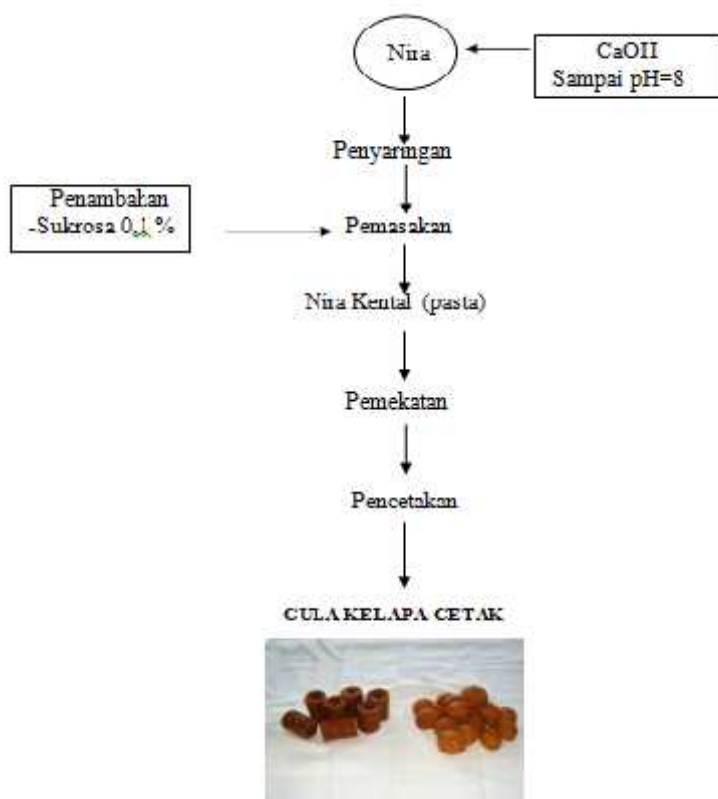 Nira
CaOH
Sampai pH=8
Penyaringan
Penambahan
-Sukrosa 0,1 %
Pemasakan
Nira Kental (pasta)
Pemekatan
Pencetakan
GULA KELAPA CETAK